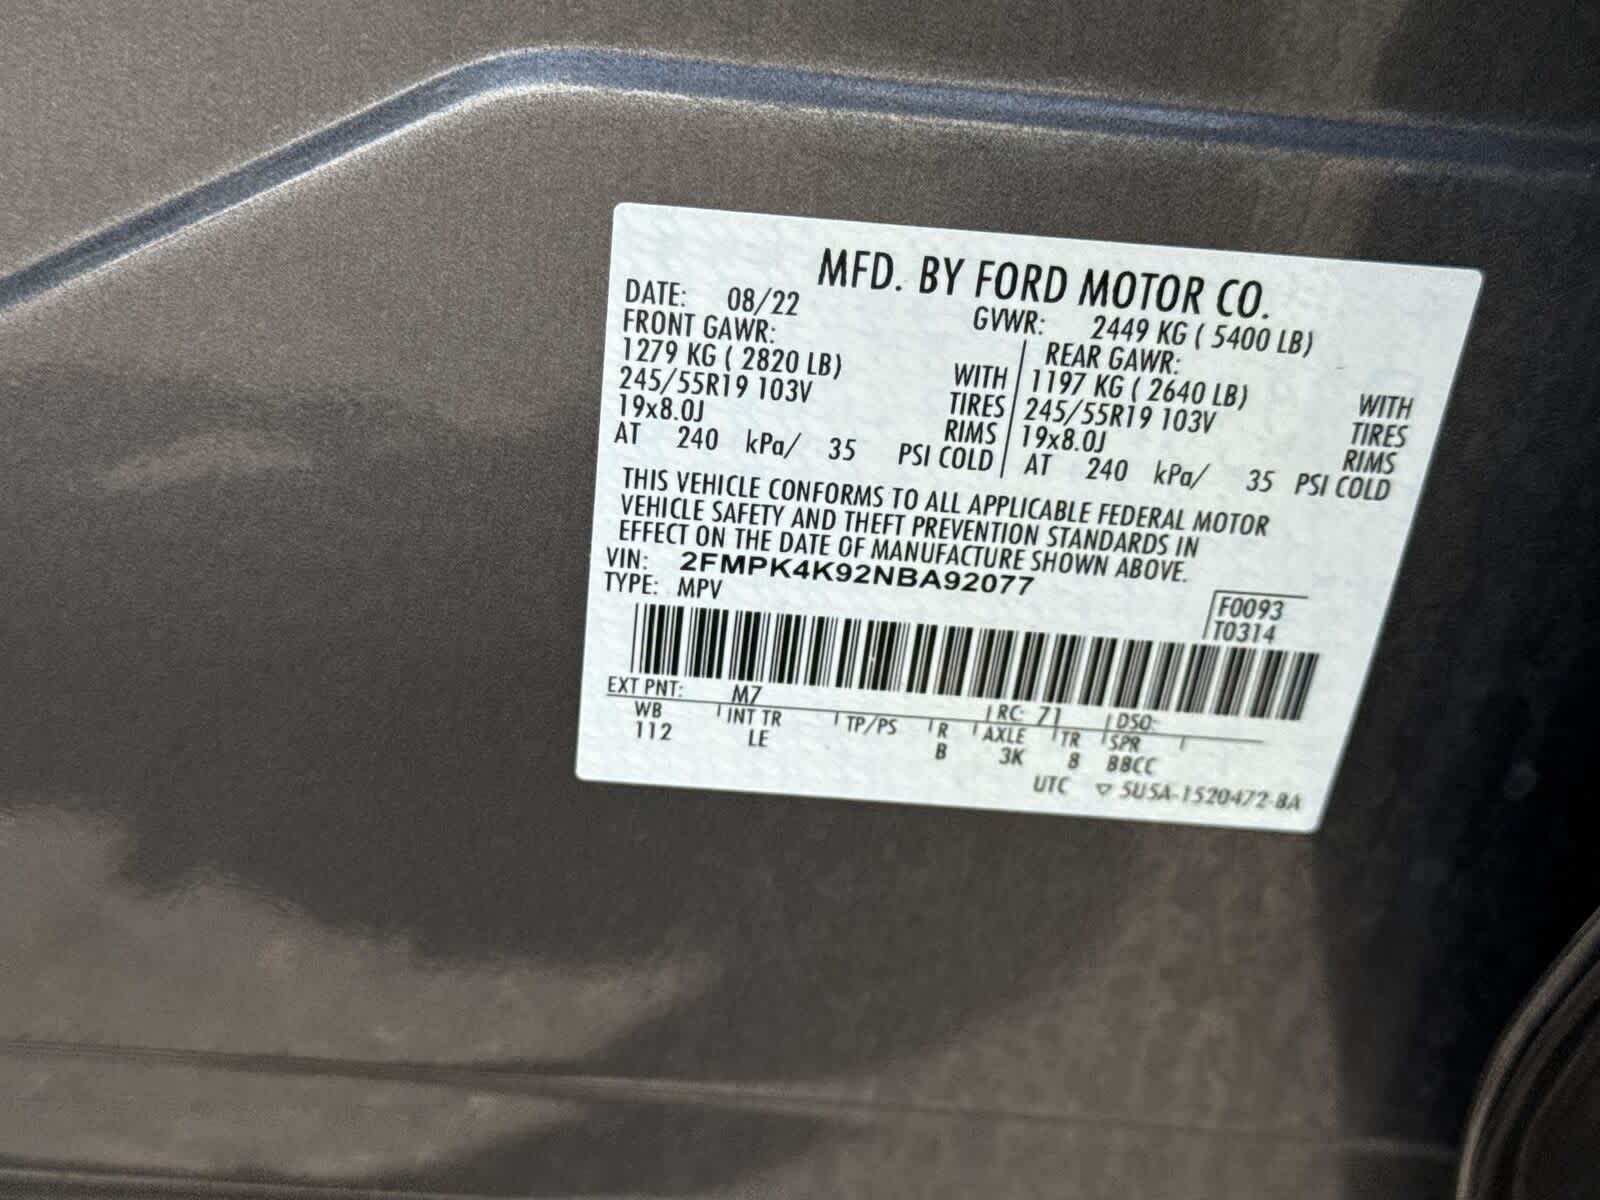 MFD. BY FORD MOTOR CO.
DATE: 08/22 GVWR: 2449 KG ( 5400 LB)
FRONT GAWR: REAR GAWR:
1279 KG ( 2820 LB) WITH 1197 KG ( 2640 LB) WITH
245/55R19 103V TIRES 245/55R19 103V TIRES
19x8.0J RIMS 19x8.0J RIMS
AT 240 kPa/ 35 PSI COLD AT 240 kPa/ 35 PSI COLD
THIS VEHICLE CONFORMS TO ALL APPLICABLE FEDERAL MOTOR
VEHICLE SAFETY AND THEFT PREVENTION STANDARDS IN
EFFECT ON THE DATE OF MANUFACTURE SHOWN ABOVE.
VIN: 2FMPK4K92NBA92077
TYPE: MPV
F0093
T0314
EXT PNT: M7 RC: 71 DSO:
WB INT TR TP/PS R AXLE TR SPR
112 LE B 3K 8 BBCC
UTC ▽ 5U5A-1520472-BA